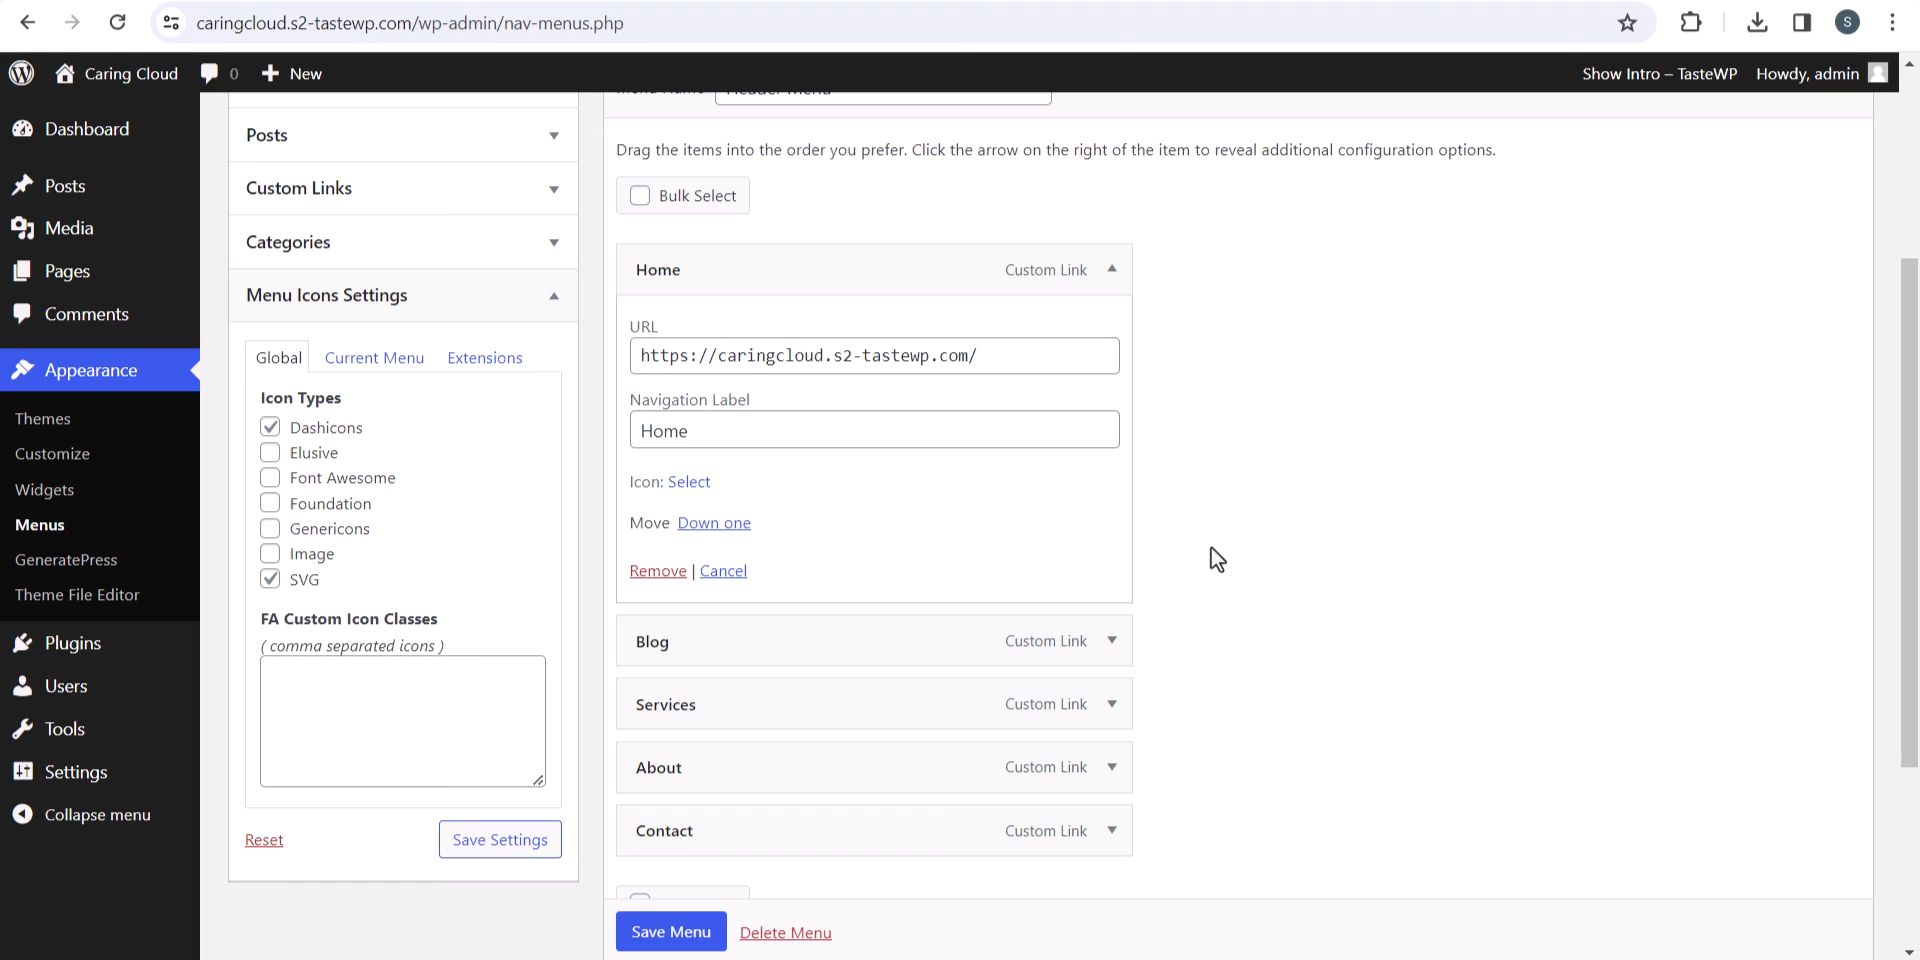 caringcloud.s2-tastewp.com/wp-admin/nav-menus.php
S
Caring Cloud
0
New
Show Intro – TasteWP
Howdy, admin
Dashboard
Posts
Media
Pages
Comments
Appearance
Themes
Customize
Widgets
Menus
GeneratePress
Theme File Editor
Plugins
Users
Tools
Settings
Collapse menu
Posts
Custom Links
Categories
Menu Icons Settings
Global Current Menu Extensions
Icon Types
Dashicons
Elusive
Font Awesome
Foundation
Genericons
Image
SVG
FA Custom Icon Classes
( comma separated icons )
Reset
Save Settings
Menu Name Header Menu
Drag the items into the order you prefer. Click the arrow on the right of the item to reveal additional configuration options.
Bulk Select
Home Custom Link
URL
https://caringcloud.s2-tastewp.com/
Navigation Label
Home
Icon: Select
Move Down one
Remove | Cancel
Blog Custom Link
Services Custom Link
About Custom Link
Contact Custom Link
Save Menu
Delete Menu